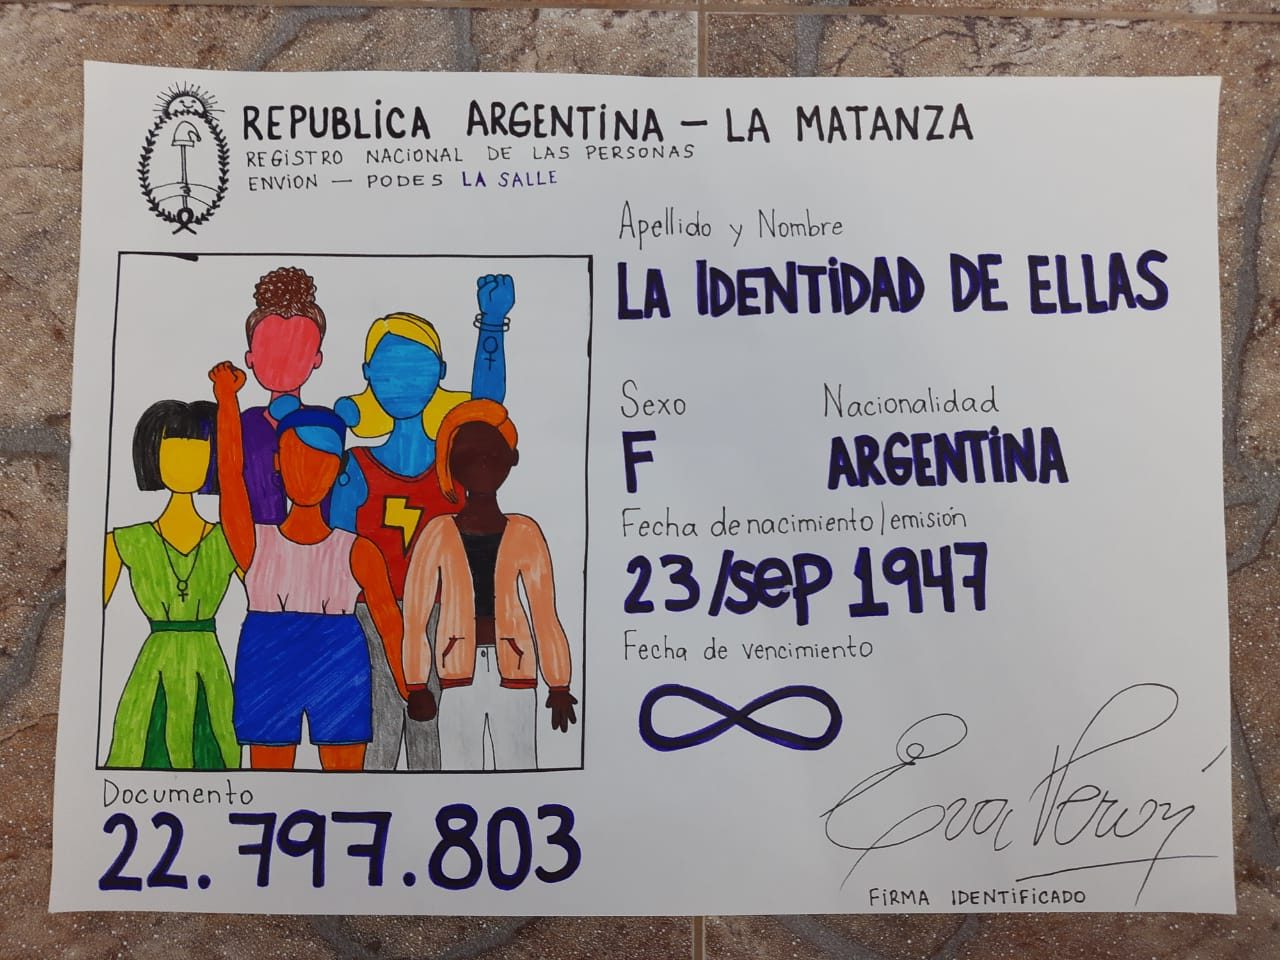 REPUBLICA ARGENTINA – LA MATANZA
REGISTRO NACIONAL DE LAS PERSONAS
ENVION — PODES LA SALLE
Apellido y Nombre
LA IDENTIDAD DE ELLAS
Sexo Nacionalidad
F ARGENTINA
Fecha de nacimiento/emisión
23/sep 1947
Fecha de vencimiento
∞
Documento
22.797.803
Eva Perón
FIRMA IDENTIFICADO